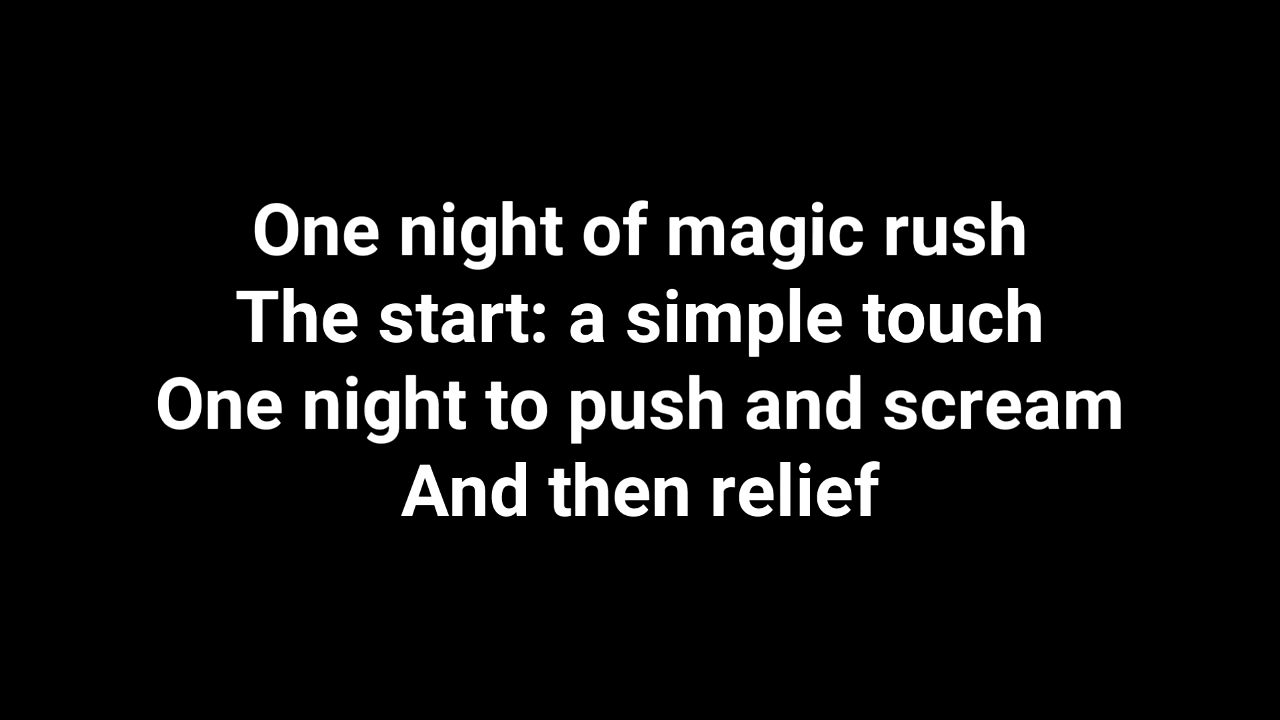 One night of magic rush
The start: a simple touch
One night to push and scream
And then relief